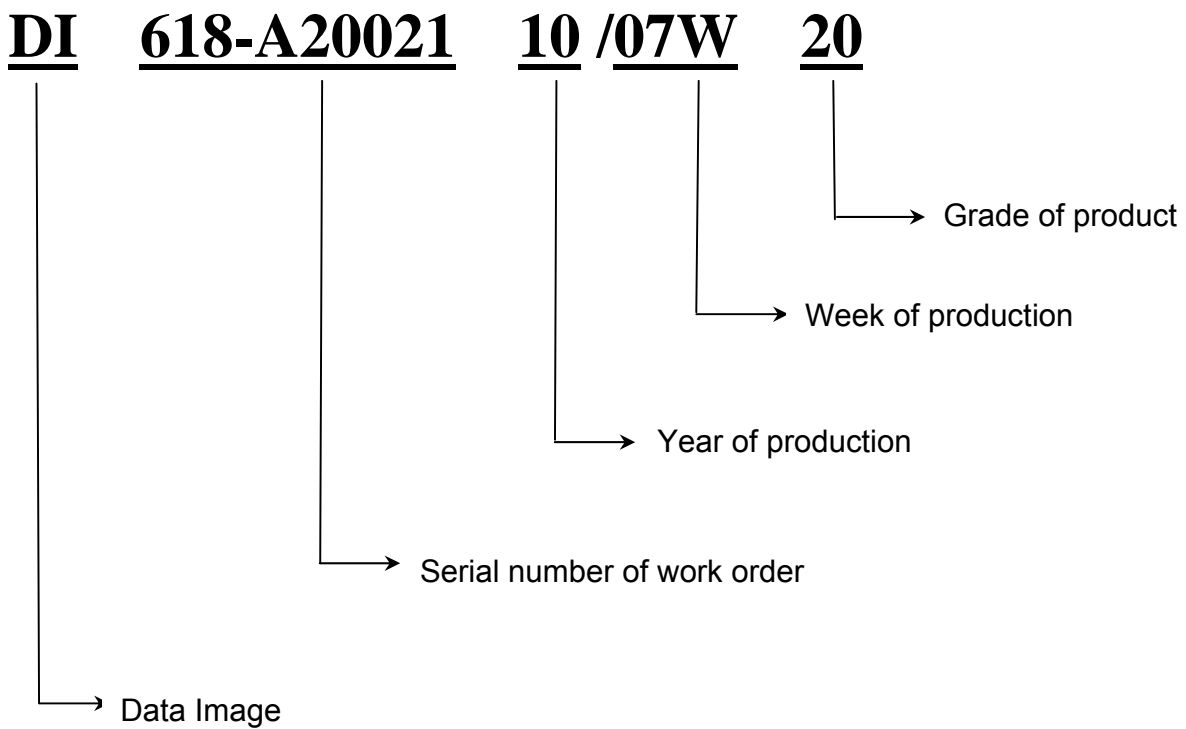 DI 618-A20021 10 /07W 20
Grade of product
Week of production
Year of production
Serial number of work order
Data Image